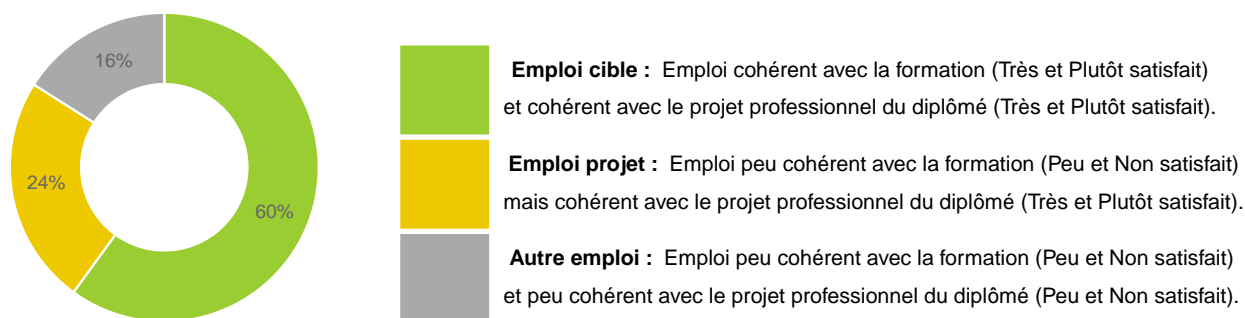 16%
24%
60%
Emploi cible : Emploi cohérent avec la formation (Très et Plutôt satisfait)
et cohérent avec le projet professionnel du diplômé (Très et Plutôt satisfait).
Emploi projet : Emploi peu cohérent avec la formation (Peu et Non satisfait)
mais cohérent avec le projet professionnel du diplômé (Très et Plutôt satisfait).
Autre emploi : Emploi peu cohérent avec la formation (Peu et Non satisfait)
et peu cohérent avec le projet professionnel du diplômé (Peu et Non satisfait).